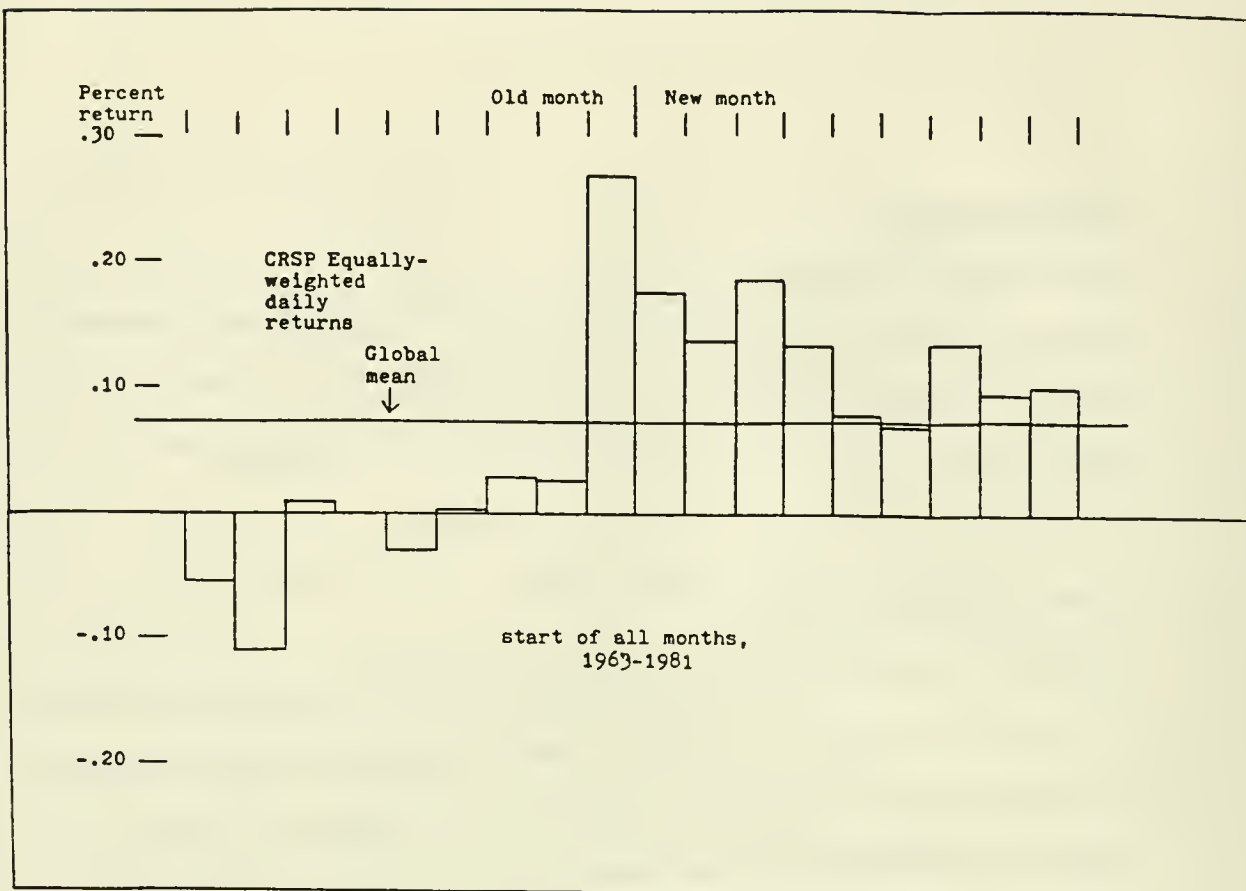 Percent
return
Old month
New month
.30
.20
CRSP Equally-
weighted
daily
returns
Global
mean
.10
-.10
start of all months,
1963-1981
-.20